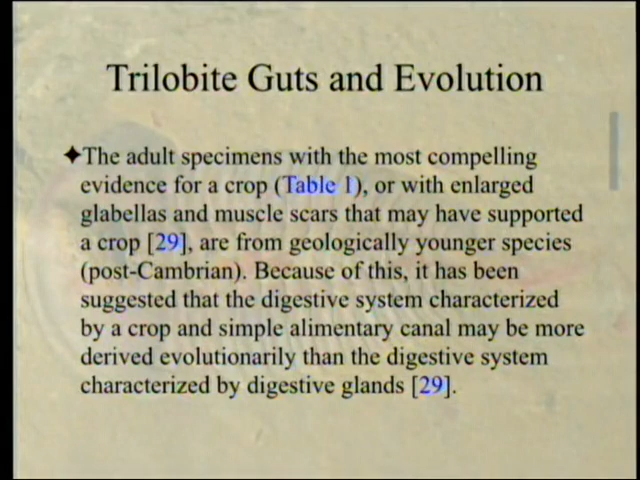 Trilobite Guts and Evolution
✦The adult specimens with the most compelling
evidence for a crop (Table 1), or with enlarged
glabellas and muscle scars that may have supported
a crop [29], are from geologically younger species
(post-Cambrian). Because of this, it has been
suggested that the digestive system characterized
by a crop and simple alimentary canal may be more
derived evolutionarily than the digestive system
characterized by digestive glands [29].